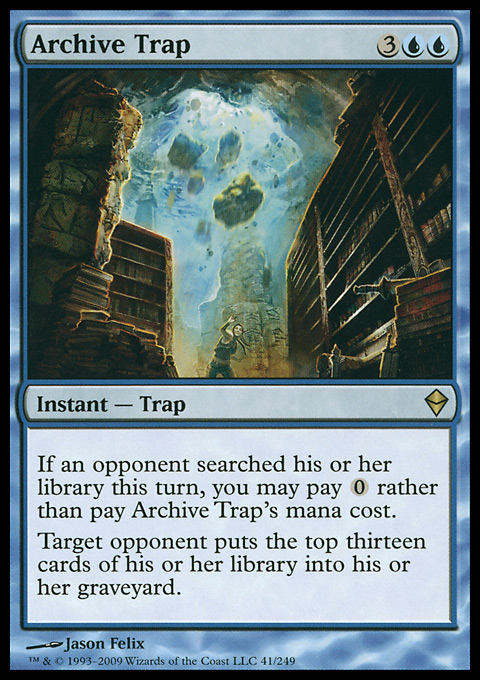 Archive Trap 3
Instant — Trap
If an opponent searched his or her
library this turn, you may pay 0 rather
than pay Archive Trap's mana cost.
Target opponent puts the top thirteen
cards of his or her library into his or
her graveyard.
Jason Felix
™ & © 1993–2009 Wizards of the Coast LLC 41/249